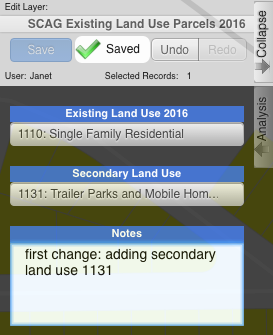 Edit Layer:
SCAG Existing Land Use Parcels 2016
Save
Saved
Undo
Redo
User: Janet
Selected Records: 1
Collapse
Analysis
Existing Land Use 2016
1110: Single Family Residential
Secondary Land Use
1131: Trailer Parks and Mobile Hom...
Notes
first change: adding secondary
land use 1131